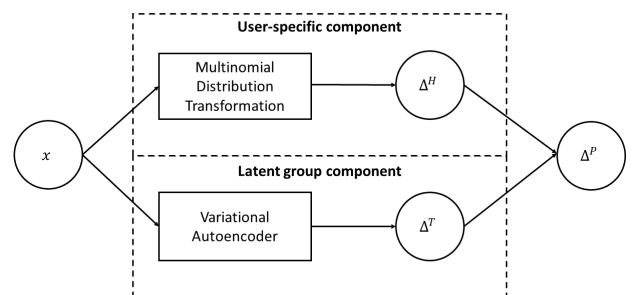 User-specific component
Multinomial
Distribution
Transformation
Δ^H
x
Δ^P
Latent group component
Variational
Autoencoder
Δ^T